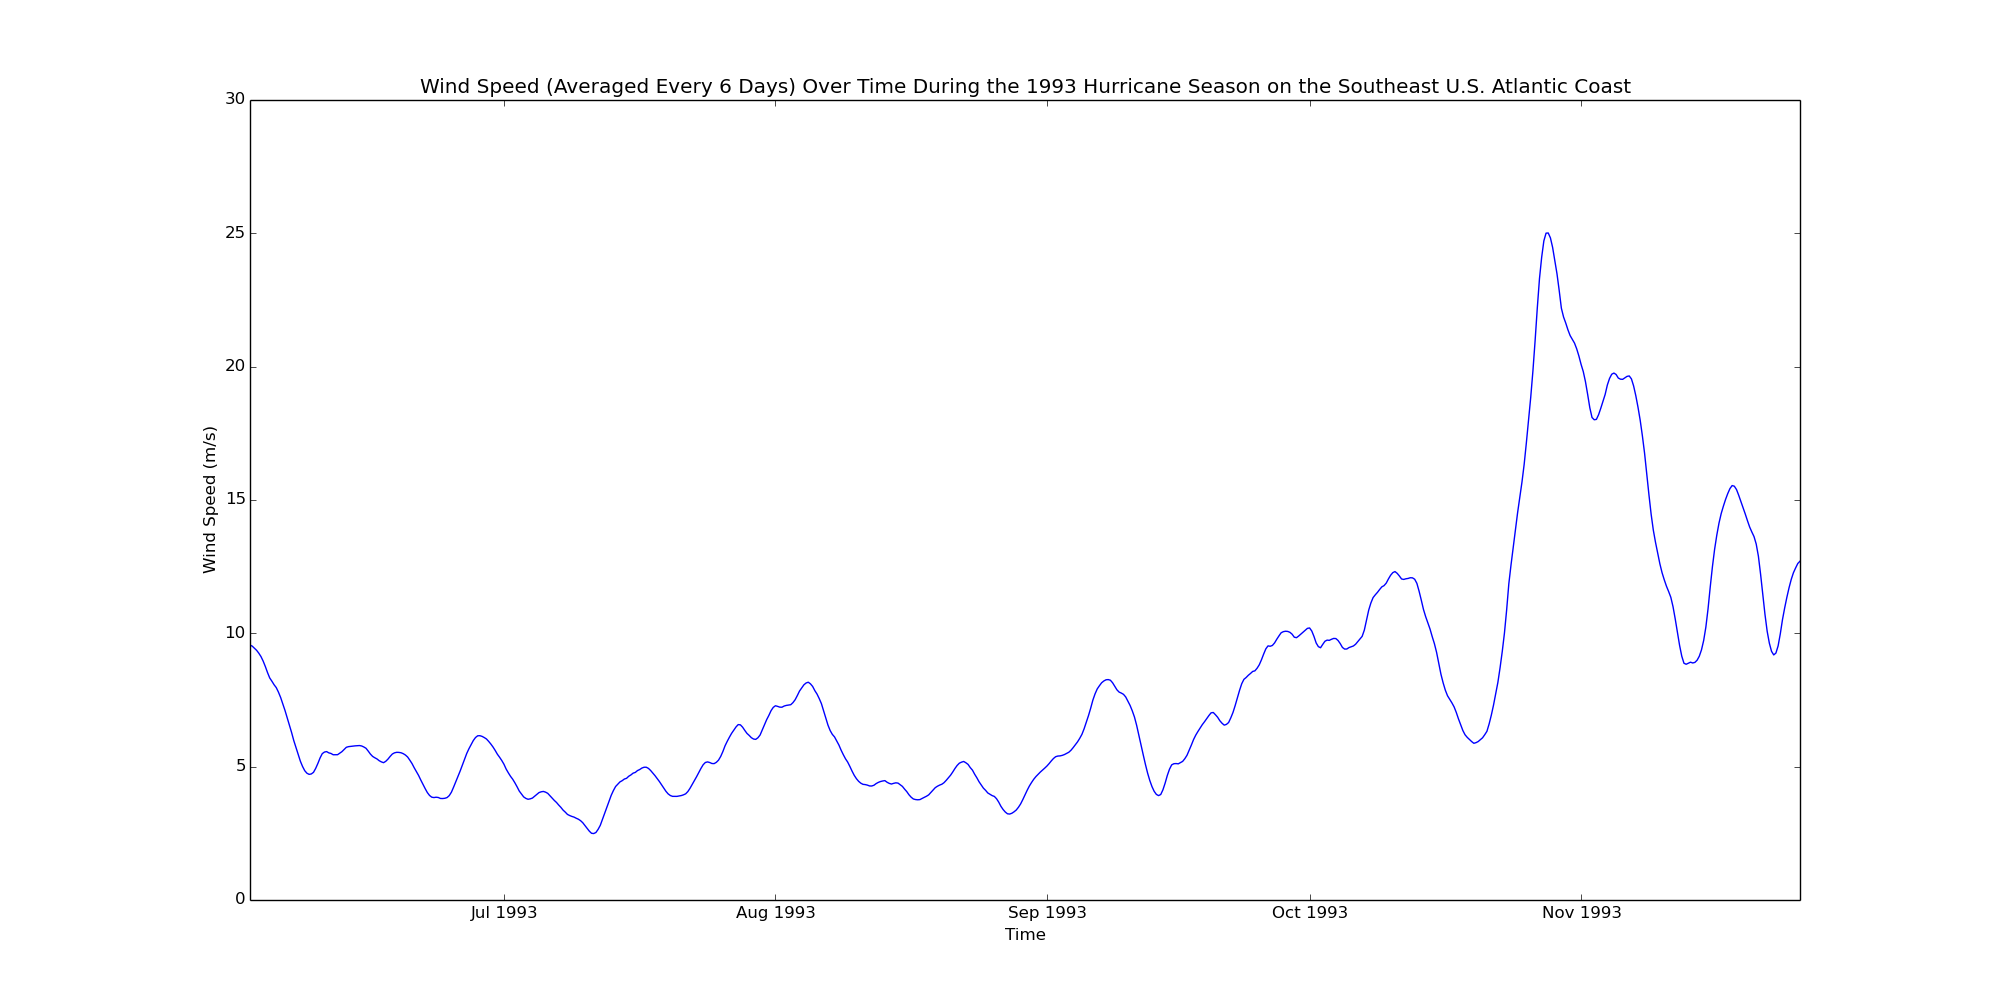 Wind Speed (Averaged Every 6 Days) Over Time During the 1993 Hurricane Season on the Southeast U.S. Atlantic Coast
30
25
20
15
10
5
0
Wind Speed (m/s)
Jul 1993 Aug 1993 Sep 1993 Oct 1993 Nov 1993
Time